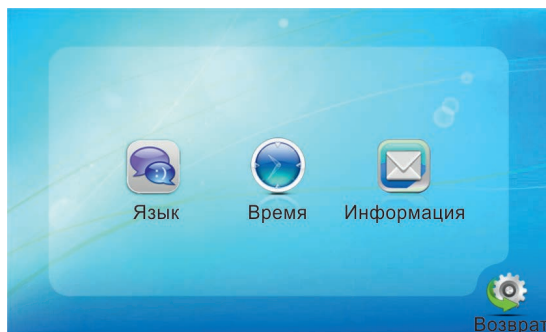 Язык Время Информация
Возврат